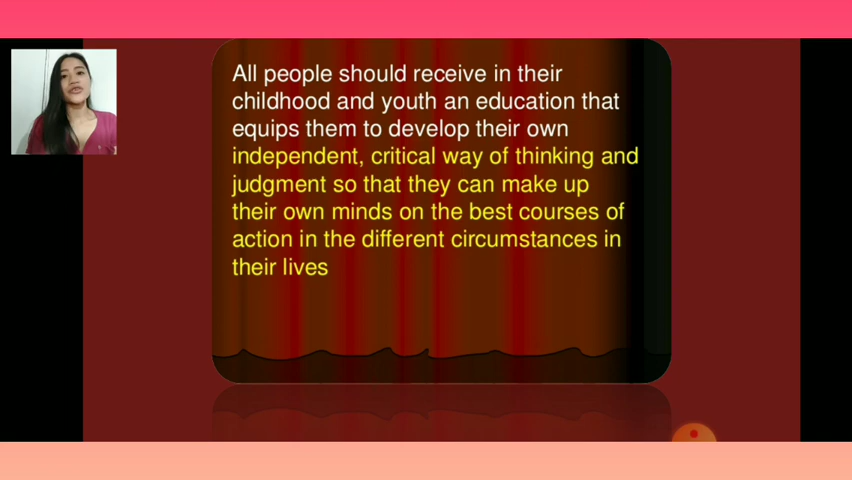 All people should receive in their
childhood and youth an education that
equips them to develop their own
independent, critical way of thinking and
judgment so that they can make up
their own minds on the best courses of
action in the different circumstances in
their lives